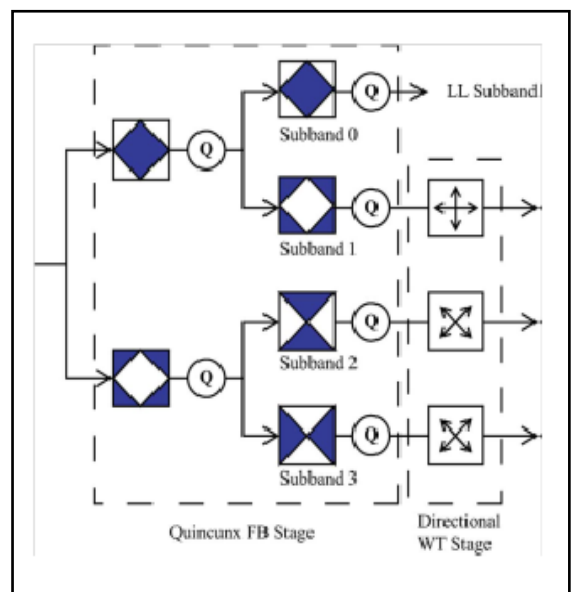 Q
Subband 0
Q
LL Subband
Q
Subband 1
Q
Subband 2
Q
Q
Subband 3
Q
Quincunx FB Stage
Directional
WT Stage